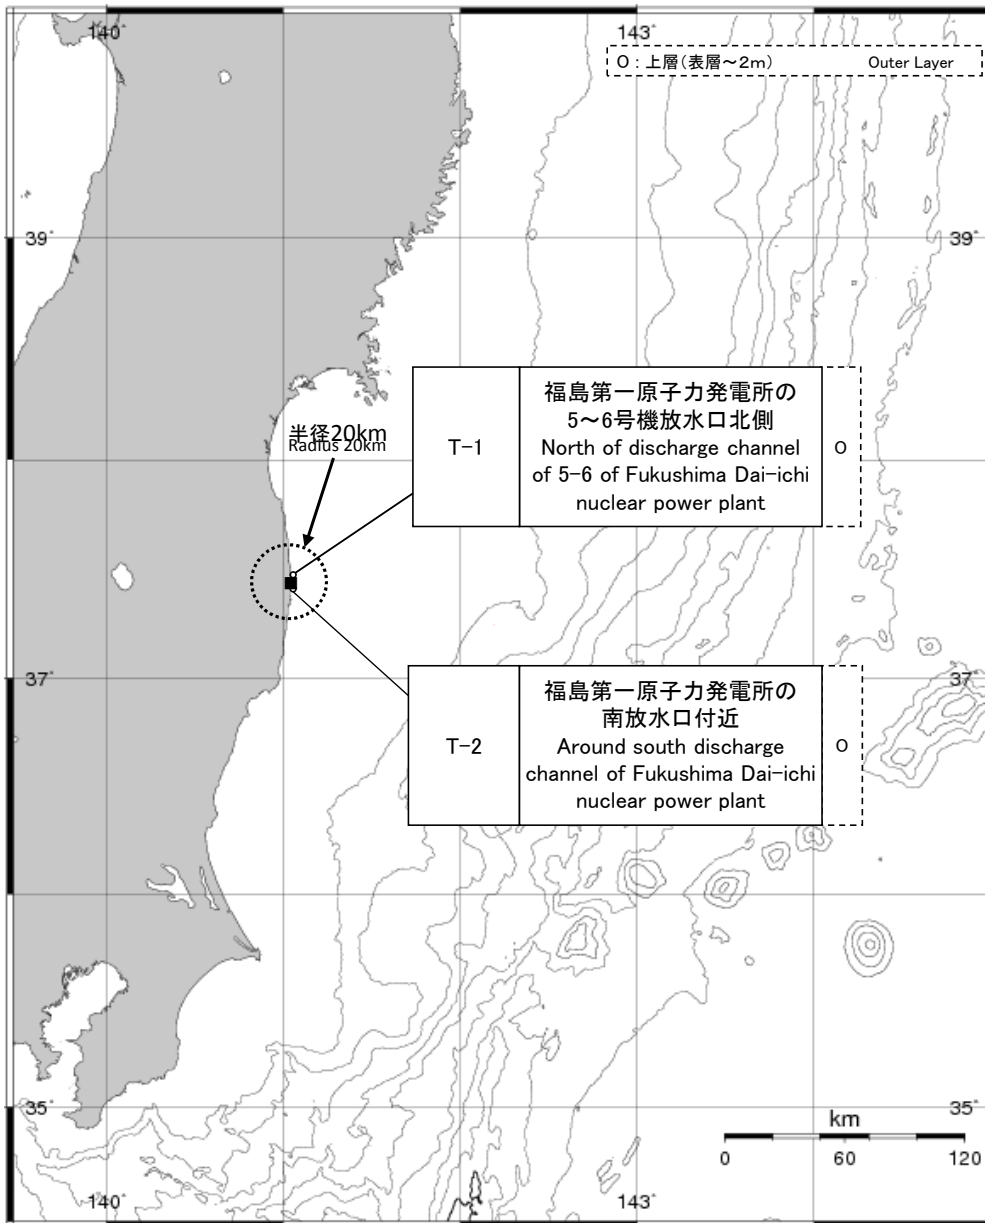 140°
143°
O : 上層(表層～2m) Outer Layer
39°
39°
T-1
福島第一原子力発電所の
5～6号機放水口北側
North of discharge channel
of 5-6 of Fukushima Dai-ichi
nuclear power plant
O
半径20km
Radius 20km
37°
37°
T-2
福島第一原子力発電所の
南放水口付近
Around south discharge
channel of Fukushima Dai-ichi
nuclear power plant
O
35°
35°
km
0 60 120
140°
143°